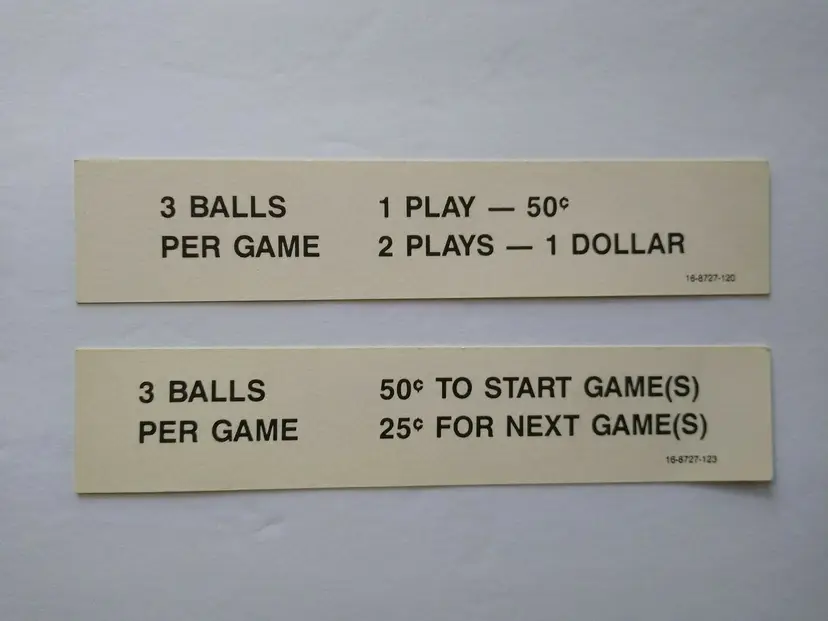 3 BALLS 1 PLAY — 50¢
PER GAME 2 PLAYS — 1 DOLLAR
16-8727-120
3 BALLS 50¢ TO START GAME(S)
PER GAME 25¢ FOR NEXT GAME(S)
16-8727-123